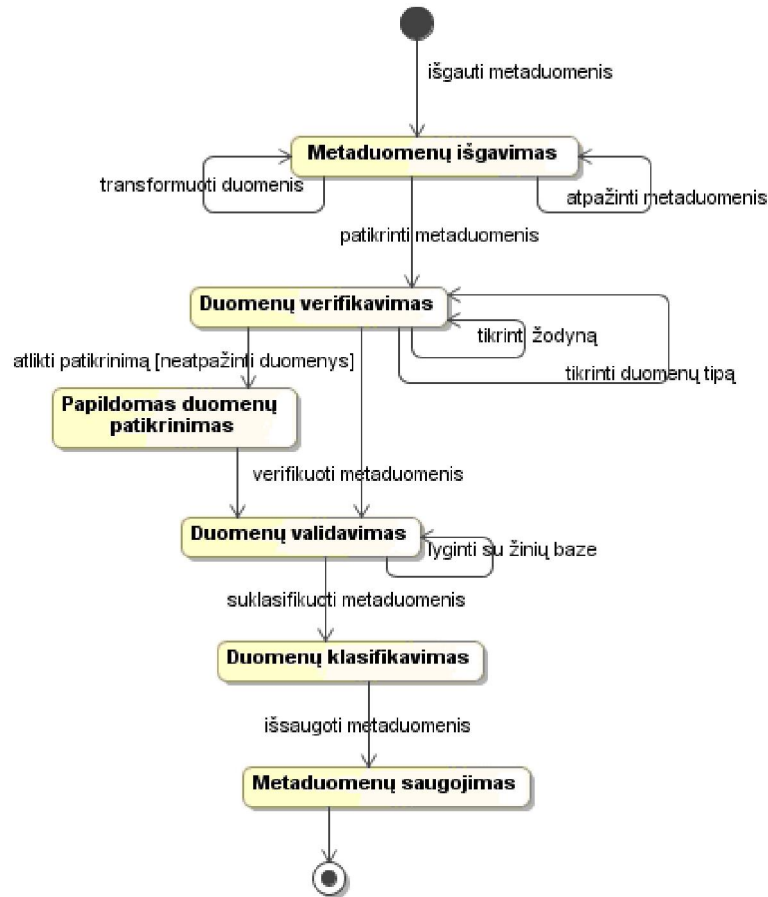 išgauti metaduomenis
Metaduomenų išgavimas
transformuoti duomenis
atpažinti metaduomenis
patikrinti metaduomenis
Duomenų verifikavimas
tikrinti žodyną
atlikti patikrinimą [neatpažinti duomenys]
tikrinti duomenų tipą
Papildomas duomenų
patikrinimas
verifikuoti metaduomenis
Duomenų validavimas
lyginti su žinių baze
suklasifikuoti metaduomenis
Duomenų klasifikavimas
išsaugoti metaduomenis
Metaduomenų saugojimas